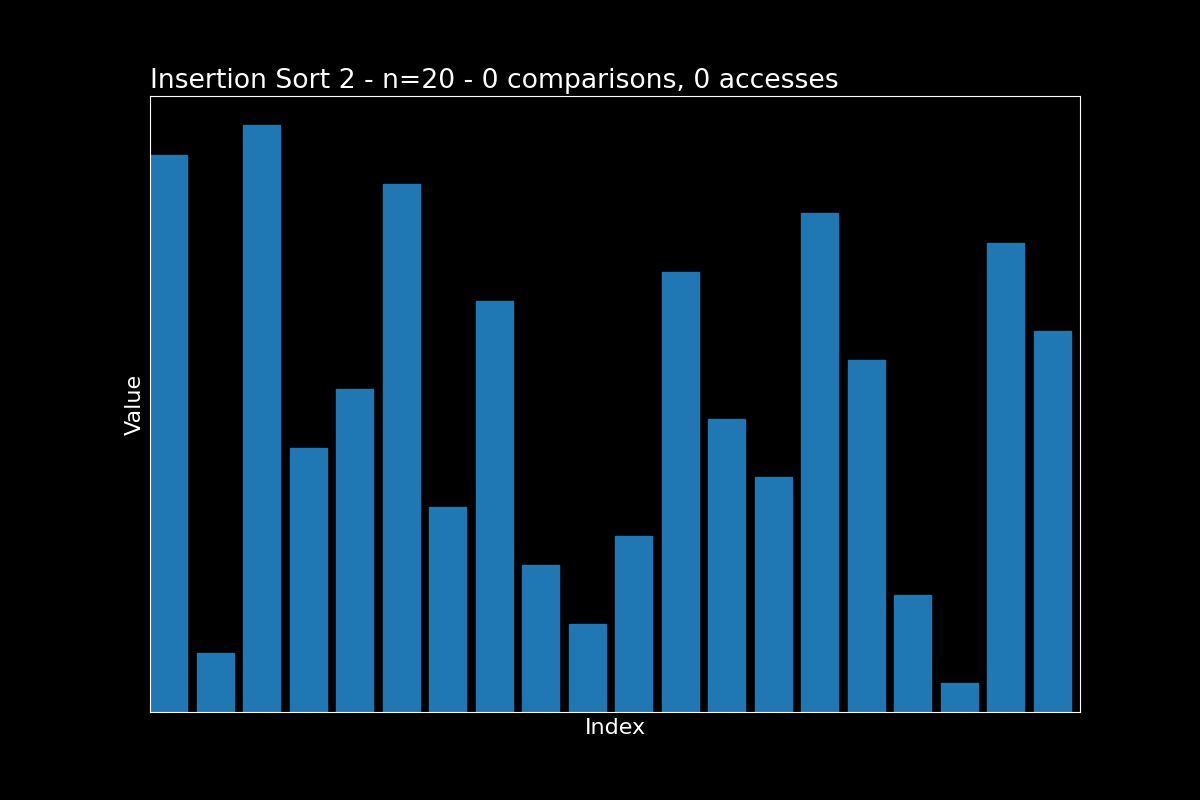 Insertion Sort 2 - n=20 - 0 comparisons, 0 accesses
Value
Index